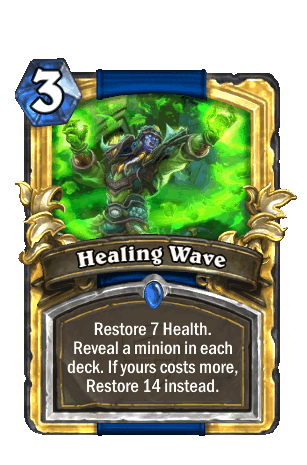 3
Healing Wave
Restore 7 Health.
Reveal a minion in each
deck. If yours costs more,
Restore 14 instead.